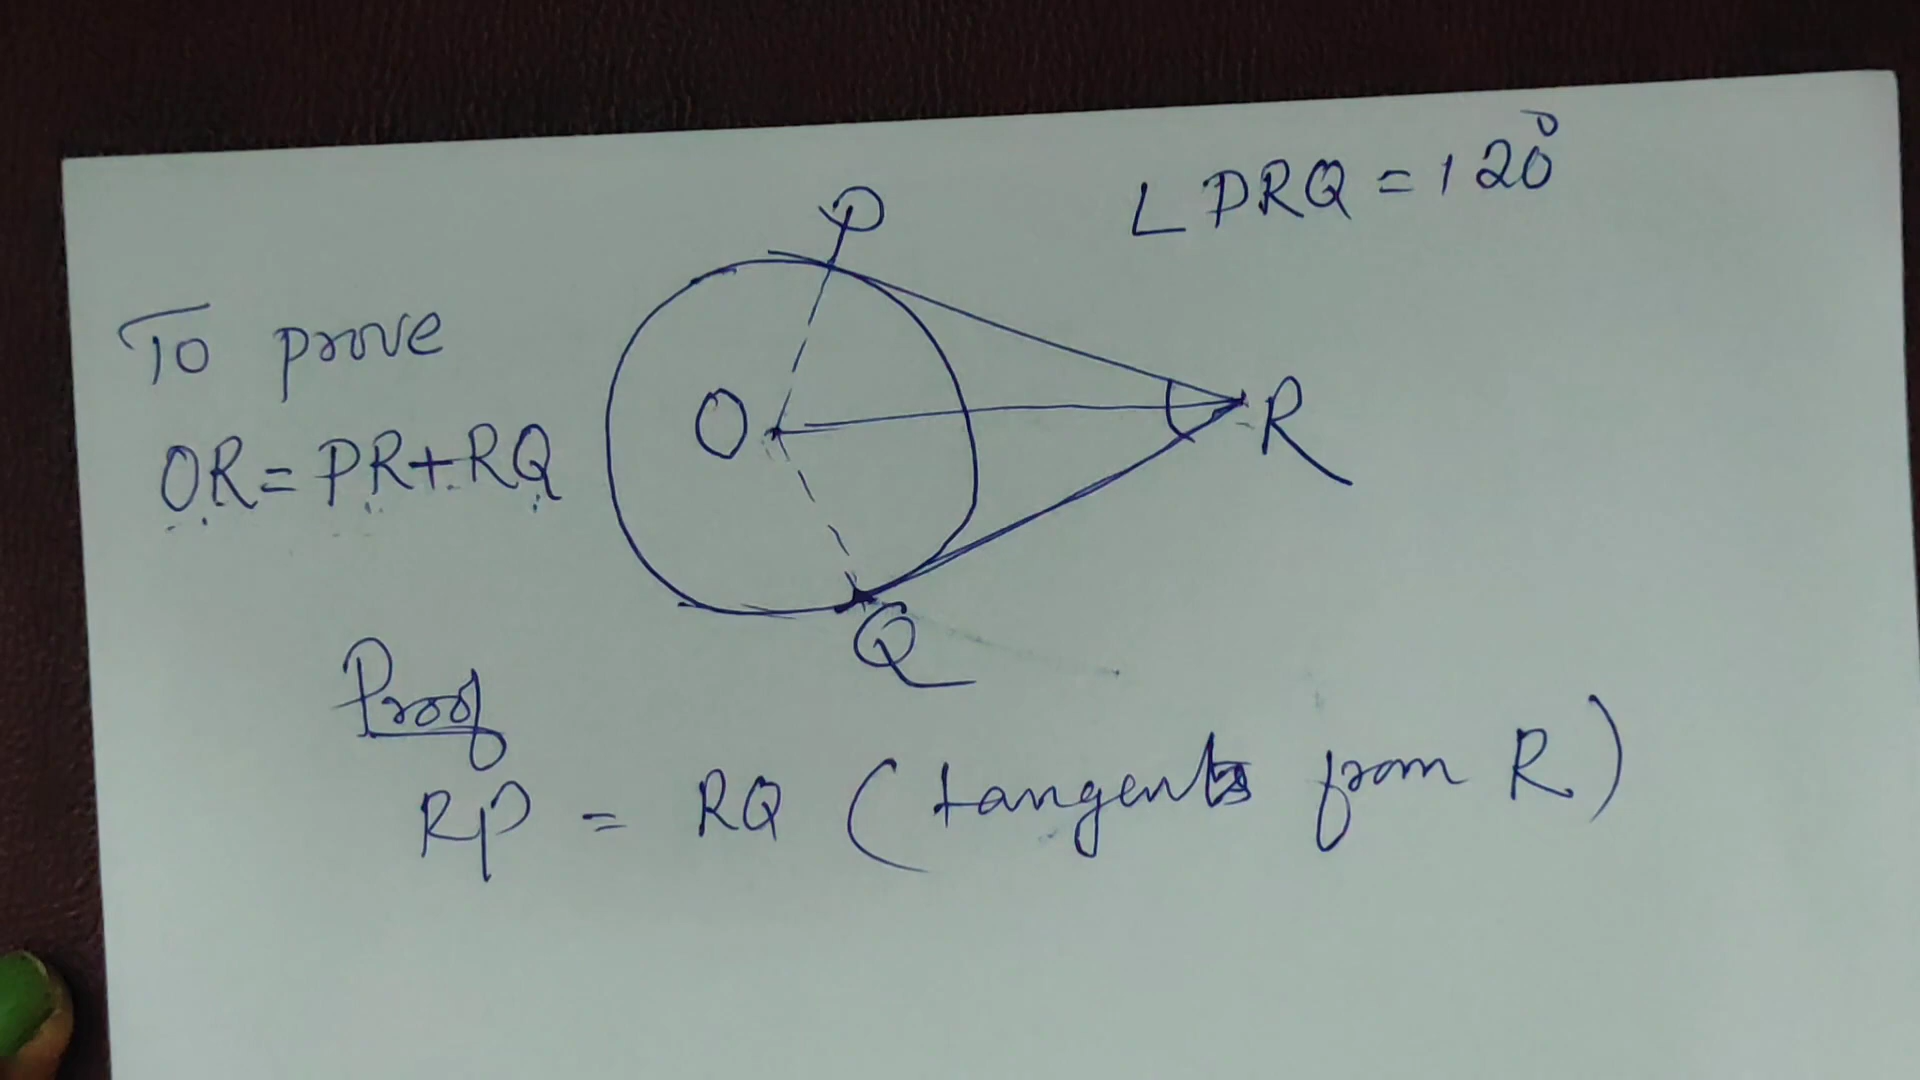 ∠PRQ = 120°
P
To prove
OR = PR + RQ
O
R
Q
Proof
RP = RQ (tangents from R)